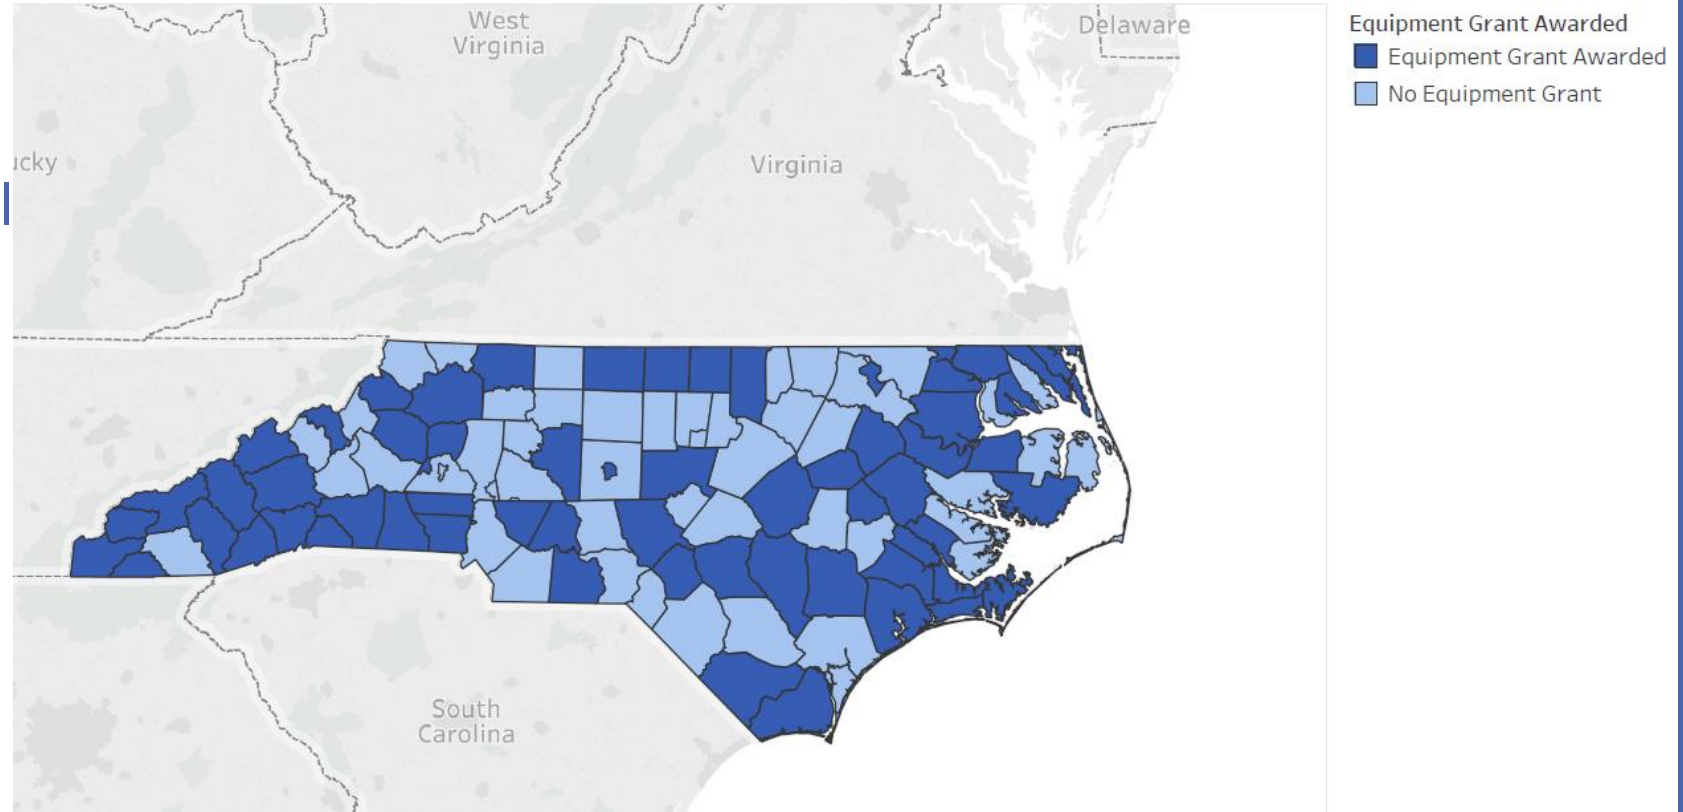 West
Virginia
Delaware
ucky
Virginia
South
Carolina
Equipment Grant Awarded
Equipment Grant Awarded
No Equipment Grant